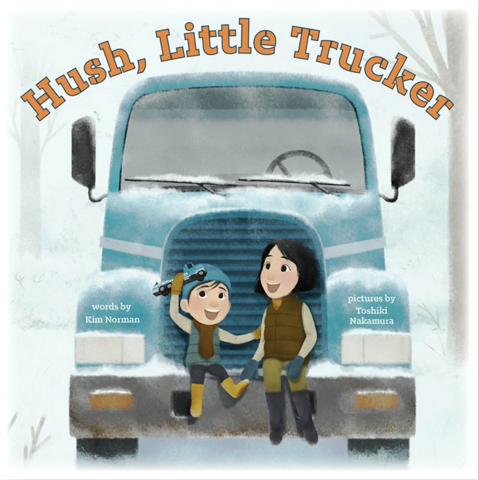 Hush, Little Trucker
words by
Kim Norman
pictures by
Toshiki
Nakamura